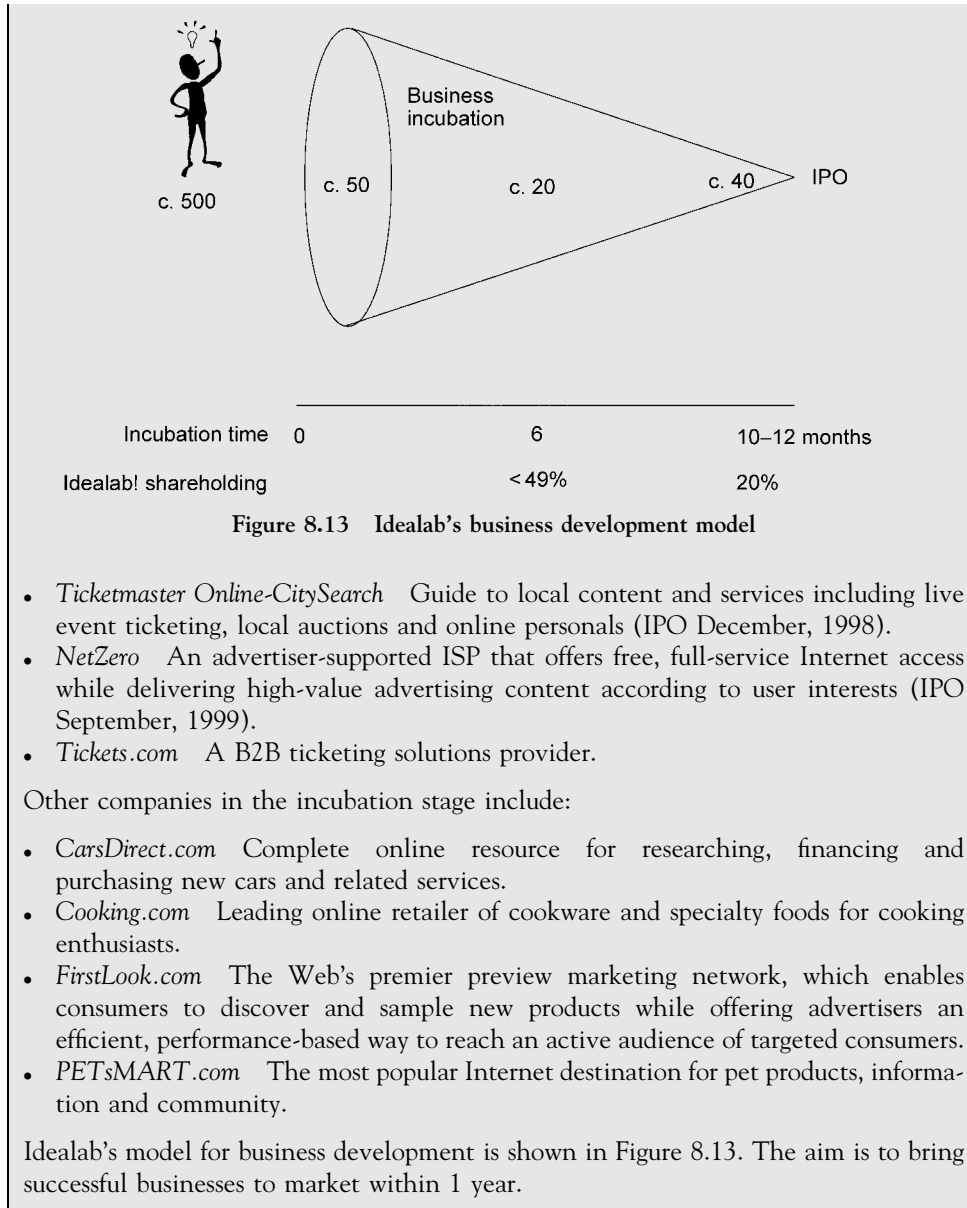 Business
incubation
c. 500
c. 50
c. 20
c. 40
IPO
Incubation time 0 6 10–12 months
Idealab! shareholding <49% 20%
Figure 8.13 Idealab's business development model
• Ticketmaster Online-CitySearch Guide to local content and services including live
event ticketing, local auctions and online personals (IPO December, 1998).
• NetZero An advertiser-supported ISP that offers free, full-service Internet access
while delivering high-value advertising content according to user interests (IPO
September, 1999).
• Tickets.com A B2B ticketing solutions provider.
Other companies in the incubation stage include:
• CarsDirect.com Complete online resource for researching, financing and
purchasing new cars and related services.
• Cooking.com Leading online retailer of cookware and specialty foods for cooking
enthusiasts.
• FirstLook.com The Web's premier preview marketing network, which enables
consumers to discover and sample new products while offering advertisers an
efficient, performance-based way to reach an active audience of targeted consumers.
• PETsMART.com The most popular Internet destination for pet products, informa-
tion and community.
Idealab's model for business development is shown in Figure 8.13. The aim is to bring
successful businesses to market within 1 year.